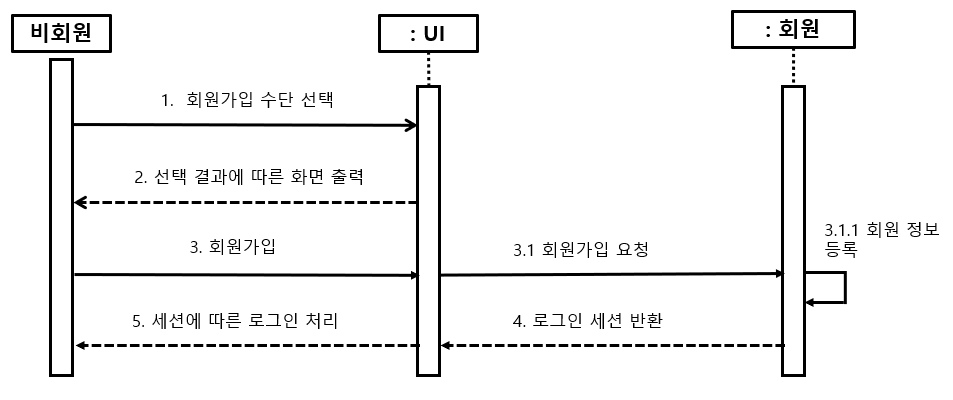 비회원
: UI
: 회원
1. 회원가입 수단 선택
2. 선택 결과에 따른 화면 출력
3. 회원가입
3.1 회원가입 요청
3.1.1 회원 정보
등록
5. 세션에 따른 로그인 처리
4. 로그인 세션 반환